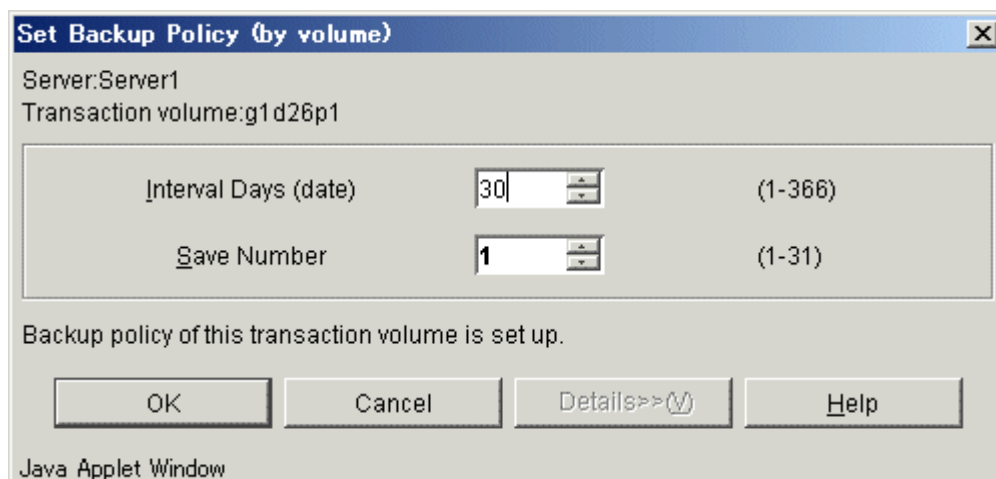 Set Backup Policy (by volume)
Server:Server1
Transaction volume:g1d26p1
Interval Days (date) 30 (1-366)
Save Number 1 (1-31)
Backup policy of this transaction volume is set up.
OK Cancel Details>>(V) Help
Java Applet Window